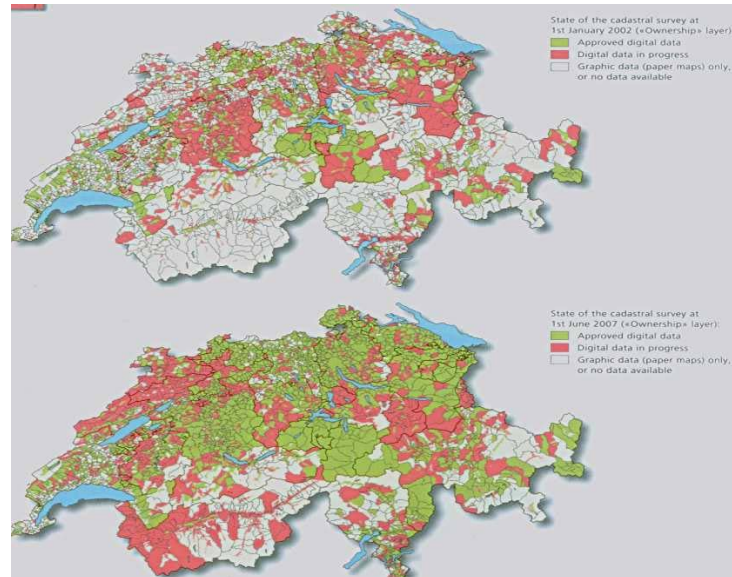 State of the cadastral survey at
1st January 2002 («Ownership» layer)
Approved digital data
Digital data in progress
Graphic data (paper maps) only,
or no data available
State of the cadastral survey at
1st June 2007 («Ownership» layer):
Approved digital data
Digital data in progress
Graphic data (paper maps) only,
or no data available